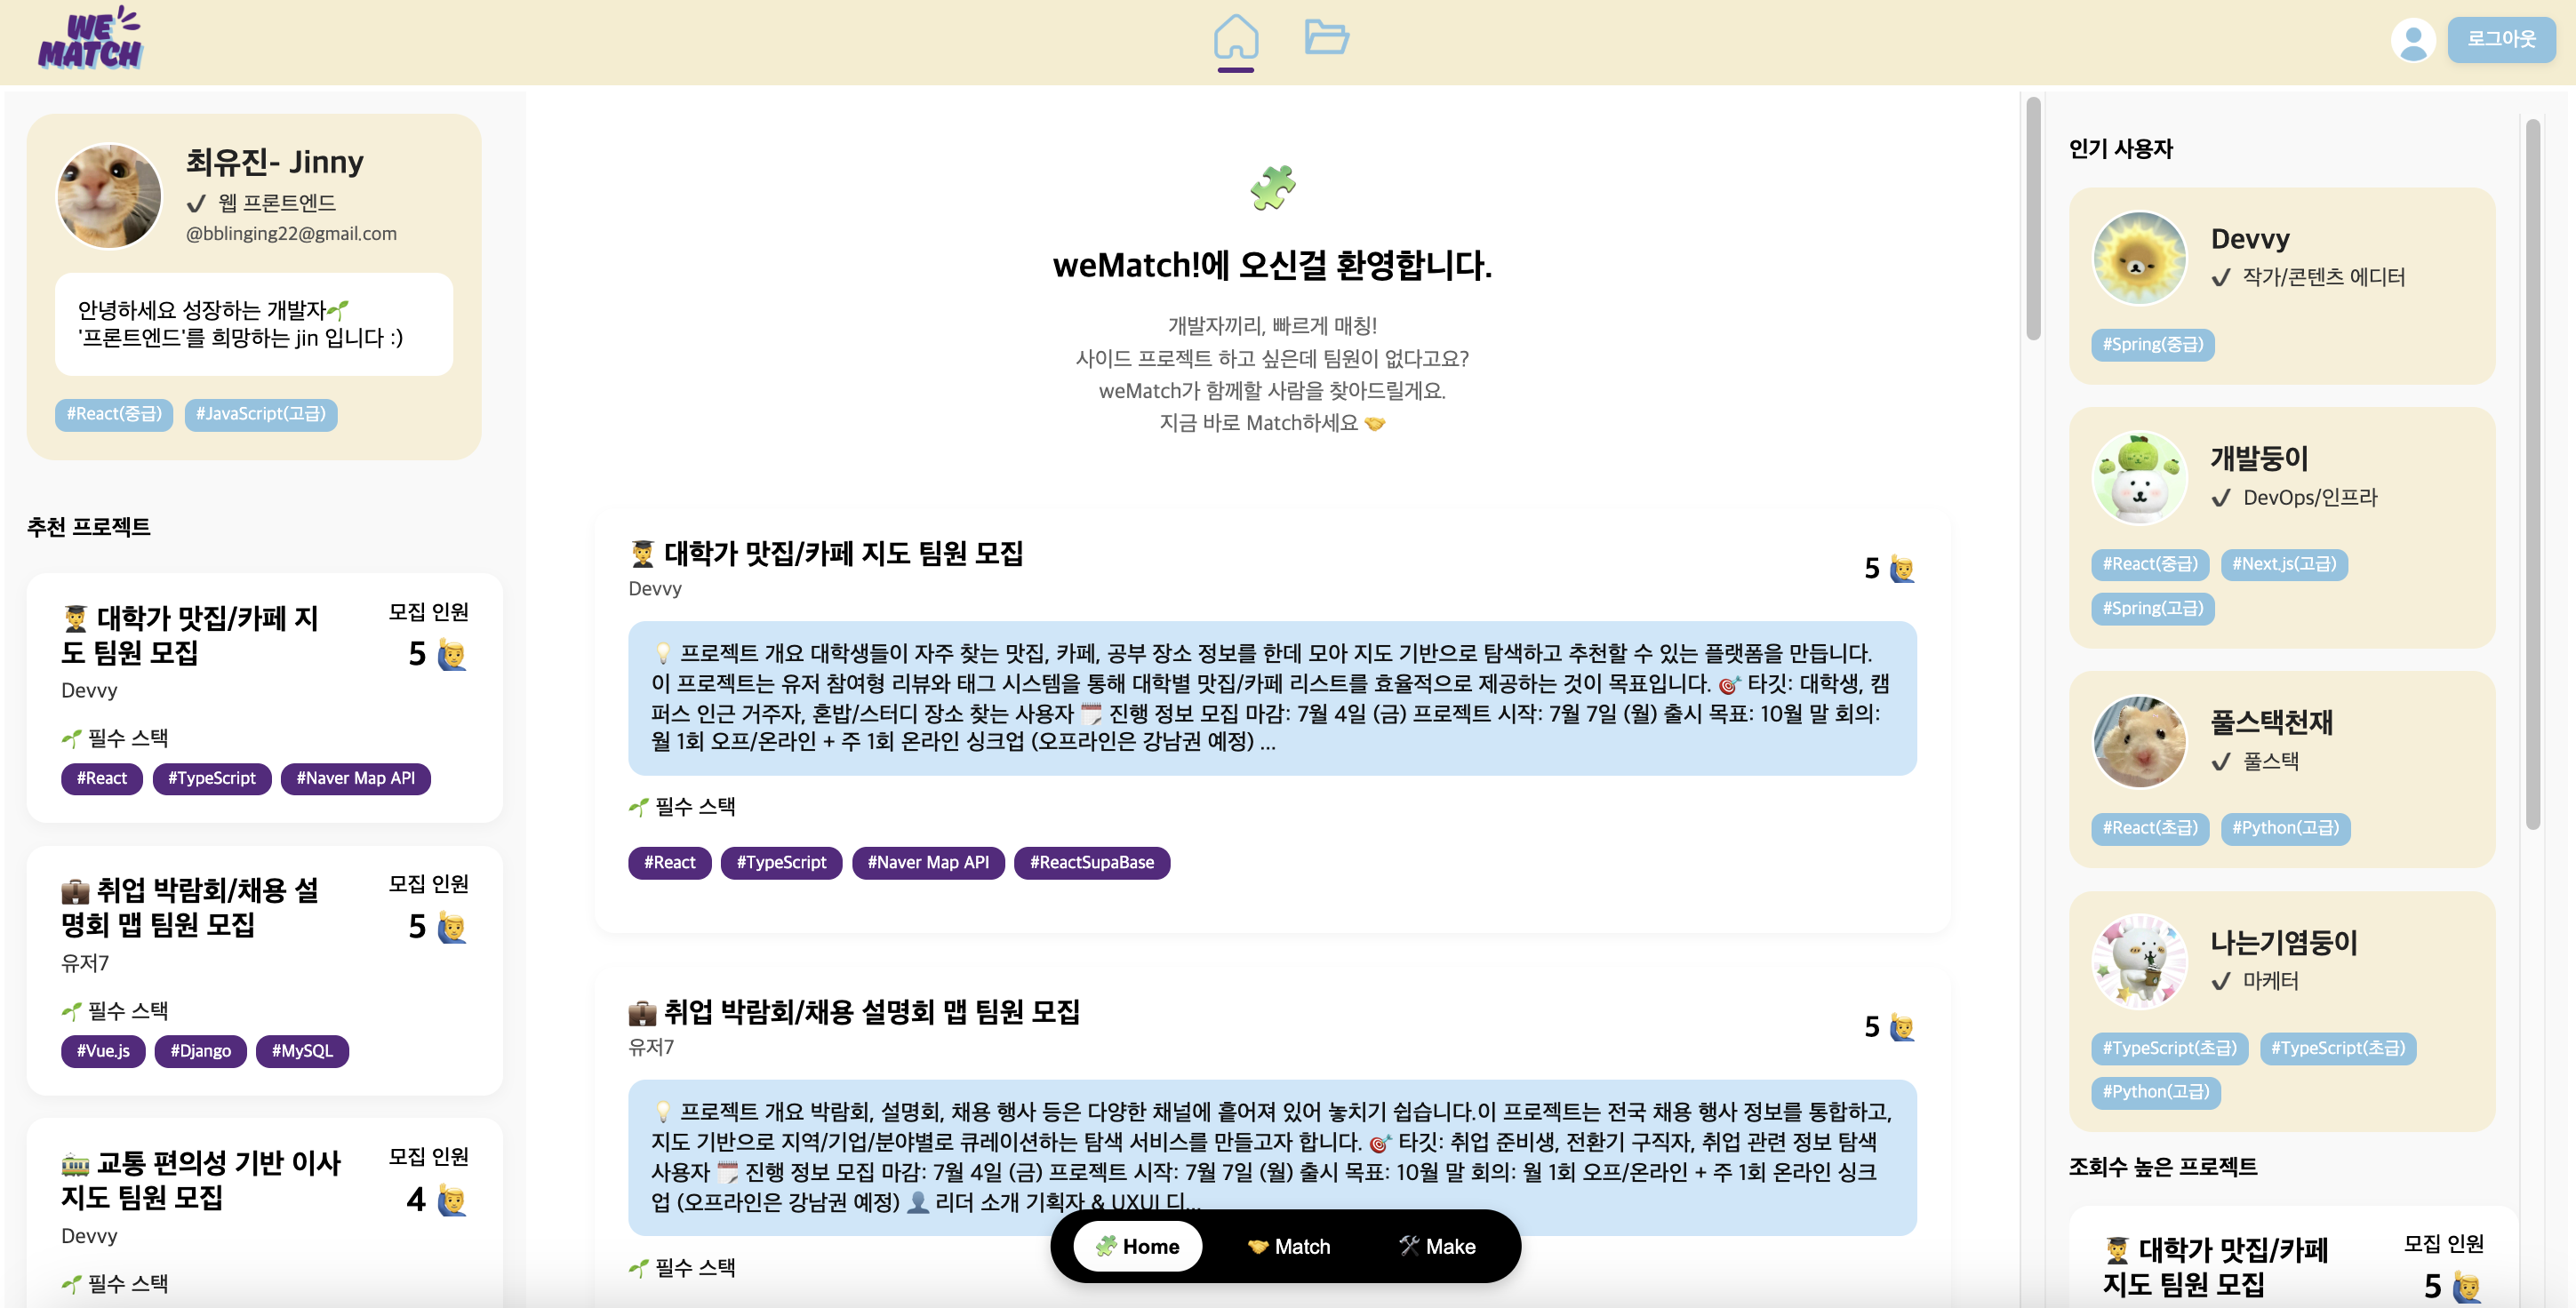 WE MATCH
로그아웃
최유진- Jinny
✔ 웹 프론트엔드
@bblinging22@gmail.com
안녕하세요 성장하는 개발자🌱
'프론트엔드'를 희망하는 jin 입니다 :)
#React(중급) #JavaScript(고급)
추천 프로젝트
👨‍🎓 대학가 맛집/카페 지
도 팀원 모집
모집 인원
5 🙋‍♂️
Devvy
🌱 필수 스택
#React #TypeScript #Naver Map API
💼 취업 박람회/채용 설
명회 맵 팀원 모집
모집 인원
5 🙋‍♂️
유저7
🌱 필수 스택
#Vue.js #Django #MySQL
🚋 교통 편의성 기반 이사
지도 팀원 모집
모집 인원
4 🙋‍♂️
Devvy
🌱 필수 스택
🧩
weMatch!에 오신걸 환영합니다.
개발자끼리, 빠르게 매칭!
사이드 프로젝트 하고 싶은데 팀원이 없다고요?
weMatch가 함께할 사람을 찾아드릴게요.
지금 바로 Match하세요 🤝
👨‍🎓 대학가 맛집/카페 지도 팀원 모집
Devvy
5 🙋‍♂️
💡 프로젝트 개요 대학생들이 자주 찾는 맛집, 카페, 공부 장소 정보를 한데 모아 지도 기반으로 탐색하고 추천할 수 있는 플랫폼을 만듭니다.
이 프로젝트는 유저 참여형 리뷰와 태그 시스템을 통해 대학별 맛집/카페 리스트를 효율적으로 제공하는 것이 목표입니다. 🎯 타깃: 대학생, 캠
퍼스 인근 거주자, 혼밥/스터디 장소 찾는 사용자 🗓️ 진행 정보 모집 마감: 7월 4일 (금) 프로젝트 시작: 7월 7일 (월) 출시 목표: 10월 말 회의:
월 1회 오프/온라인 + 주 1회 온라인 싱크업 (오프라인은 강남권 예정) ...
🌱 필수 스택
#React #TypeScript #Naver Map API #ReactSupaBase
💼 취업 박람회/채용 설명회 맵 팀원 모집
유저7
5 🙋‍♂️
💡 프로젝트 개요 박람회, 설명회, 채용 행사 등은 다양한 채널에 흩어져 있어 놓치기 쉽습니다.이 프로젝트는 전국 채용 행사 정보를 통합하고,
지도 기반으로 지역/기업/분야별로 큐레이션하는 탐색 서비스를 만들고자 합니다. 🎯 타깃: 취업 준비생, 전환기 구직자, 취업 관련 정보 탐색
사용자 🗓️ 진행 정보 모집 마감: 7월 4일 (금) 프로젝트 시작: 7월 7일 (월) 출시 목표: 10월 말 회의: 월 1회 오프/온라인 + 주 1회 온라인 싱크
업 (오프라인은 강남권 예정) 👤 리더 소개 기획자 & UXUI 디...
🌱 필수 스택
🧩 Home 🤝 Match 🛠️ Make
인기 사용자
Devvy
✔ 작가/콘텐츠 에디터
#Spring(중급)
개발둥이
✔ DevOps/인프라
#React(중급) #Next.js(고급)
#Spring(고급)
풀스택천재
✔ 풀스택
#React(초급) #Python(고급)
나는기염둥이
✔ 마케터
#TypeScript(초급) #TypeScript(초급)
#Python(고급)
조회수 높은 프로젝트
👨‍🎓 대학가 맛집/카페
지도 팀원 모집
모집 인원
5 🙋‍♂️